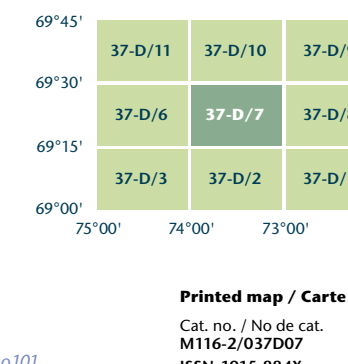 69°45'
37-D/11 37-D/10
69°30'
37-D/6 37-D/7
69°15'
37-D/3 37-D/2
69°00'
75°00' 74°00' 73°00'
Printed map / Carte
Cat. no. / No de cat.
M116-2/037D07